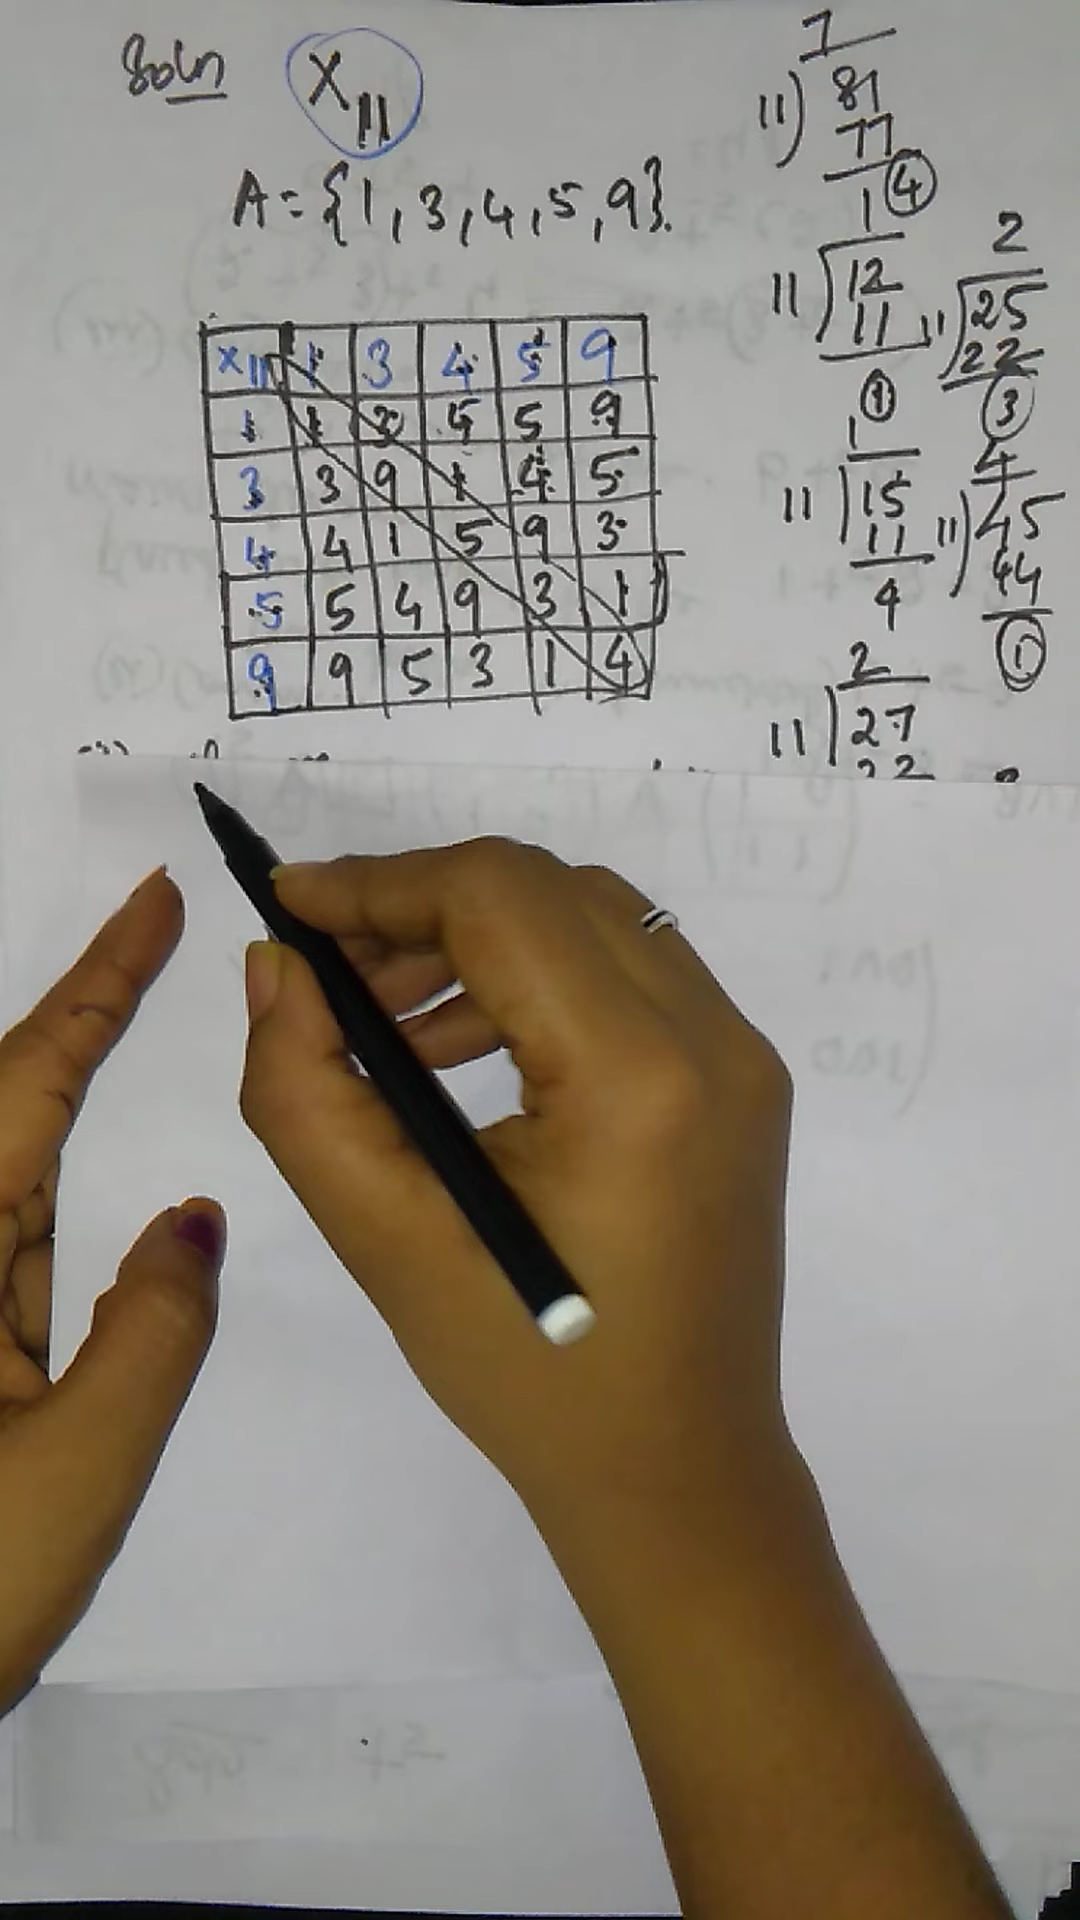 Soln X11
A = {1, 3, 4, 5, 9}.
X11 1 3 4 5 9
1 1 3 4 5 9
3 3 9 1 4 5
4 4 1 5 9 3
5 5 4 9 3 1
9 9 5 3 1 4
7
11) 81
77
4
1
11) 12
11
1
2
11) 25
22
3
1
11) 15
11
4
4
11) 45
44
1
2
11) 27
22